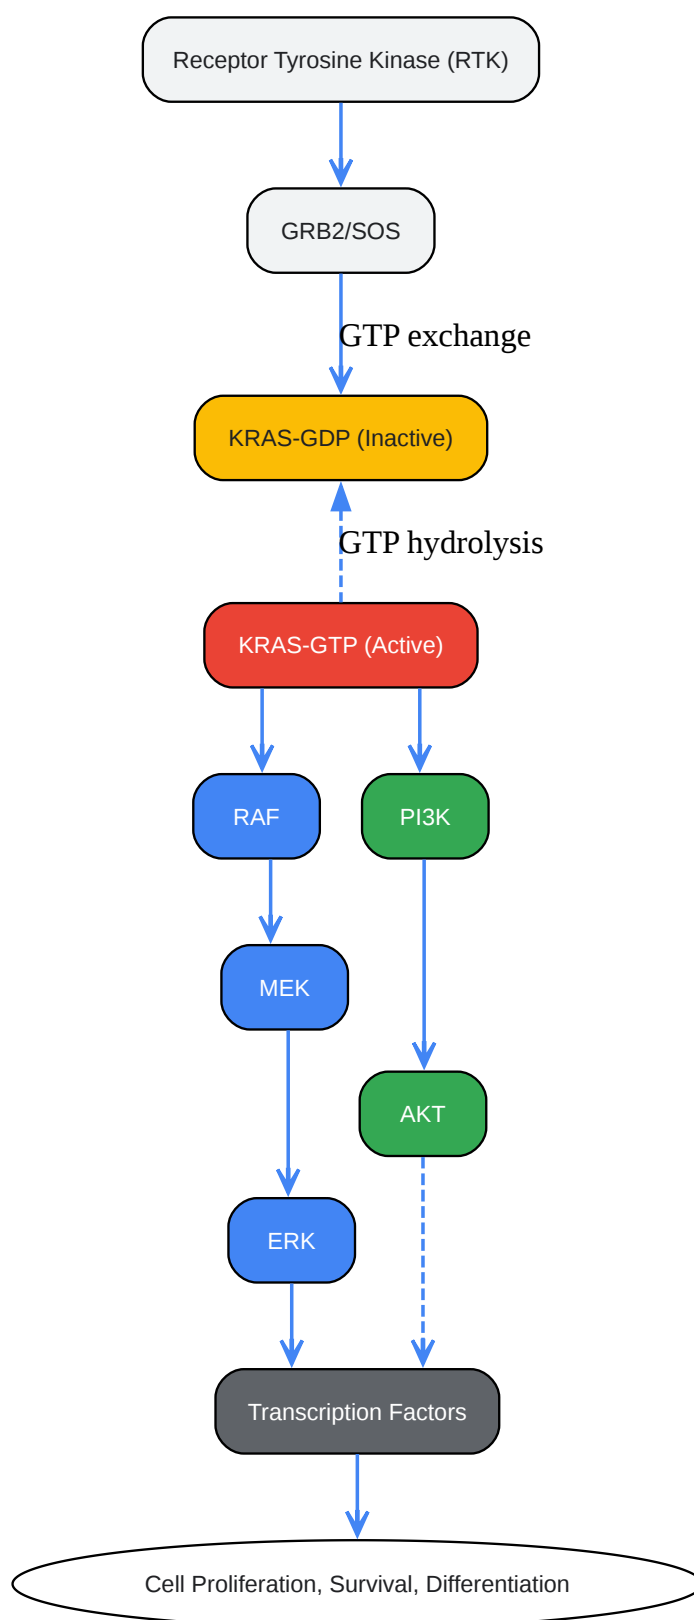 Receptor Tyrosine Kinase (RTK)
GRB2/SOS
GTP exchange
KRAS-GDP (Inactive)
GTP hydrolysis
KRAS-GTP (Active)
RAF
PI3K
MEK
AKT
ERK
Transcription Factors
Cell Proliferation, Survival, Differentiation